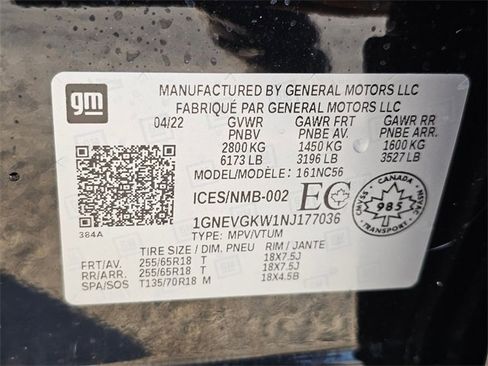 gm
MANUFACTURED BY GENERAL MOTORS LLC
FABRIQUÉ PAR GENERAL MOTORS LLC
04/22 GVWR GAWR FRT GAWR RR
PNBV PNBE AV. PNBE ARR.
2800 KG 1450 KG 1600 KG
6173 LB 3196 LB 3527 LB
MODEL/MODÈLE: 161NC56
ICES/NMB-002 EC
CANADA
985
1GNEVGKW1NJ177036
384A
TYPE: MPV/VTUM
TIRE SIZE / DIM. PNEU RIM / JANTE
FRT/AV. 255/65R18 T 18X7.5J
RR/ARR. 255/65R18 T 18X7.5J
SPA/SOS T135/70R18 M 18X4.5B